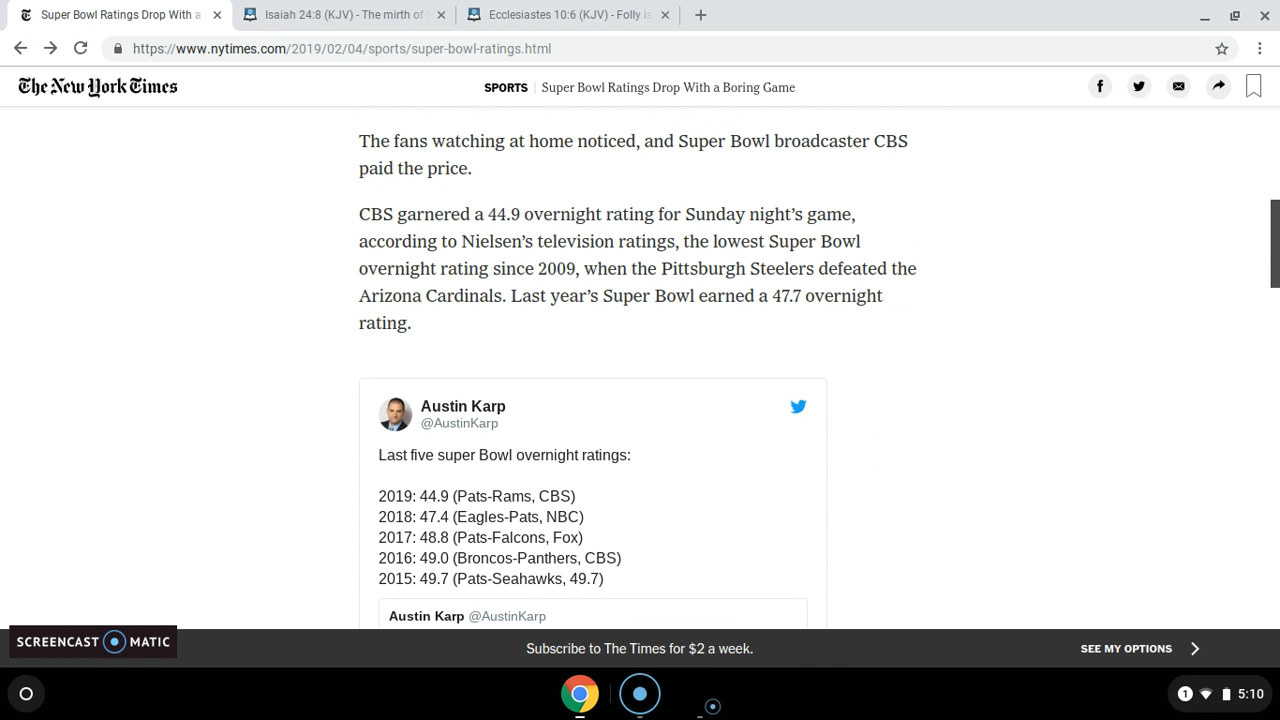 Super Bowl Ratings Drop With a
Isaiah 24:8 (KJV) - The mirth of
Ecclesiastes 10:6 (KJV) - Folly is
https://www.nytimes.com/2019/02/04/sports/super-bowl-ratings.html
The New York Times
SPORTS | Super Bowl Ratings Drop With a Boring Game
The fans watching at home noticed, and Super Bowl broadcaster CBS
paid the price.
CBS garnered a 44.9 overnight rating for Sunday night’s game,
according to Nielsen’s television ratings, the lowest Super Bowl
overnight rating since 2009, when the Pittsburgh Steelers defeated the
Arizona Cardinals. Last year’s Super Bowl earned a 47.7 overnight
rating.
Austin Karp
@AustinKarp
Last five super Bowl overnight ratings:
2019: 44.9 (Pats-Rams, CBS)
2018: 47.4 (Eagles-Pats, NBC)
2017: 48.8 (Pats-Falcons, Fox)
2016: 49.0 (Broncos-Panthers, CBS)
2015: 49.7 (Pats-Seahawks, 49.7)
Austin Karp @AustinKarp
SCREENCAST MATIC
Subscribe to The Times for $2 a week.
SEE MY OPTIONS
1 5:10